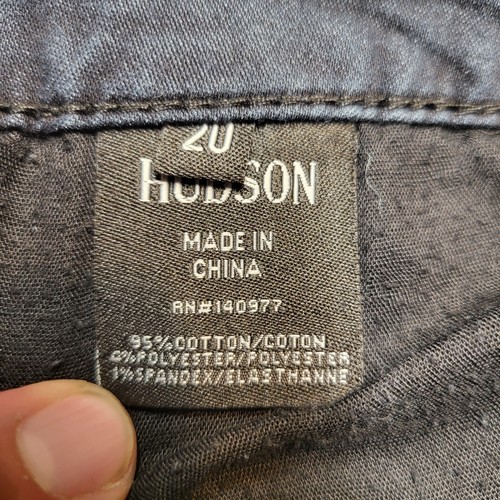 20
HUDSON
MADE IN
CHINA
RN#140977
95%COTTON/COTON
4%POLYESTER/POLYESTER
1%SPANDEX/ELASTHANNE